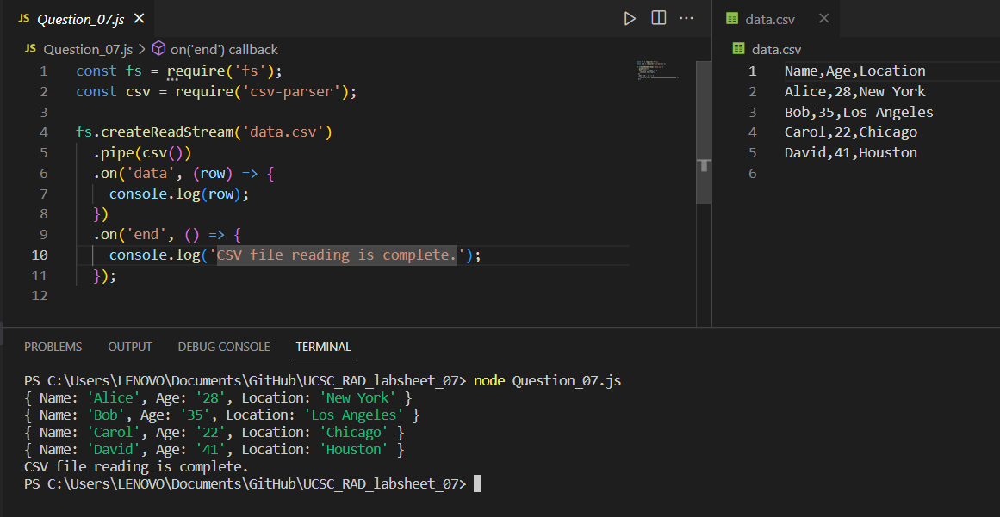 JS Question_07.js
JS Question_07.js > on('end') callback
1 const fs = require('fs');
2 const csv = require('csv-parser');
3
4 fs.createReadStream('data.csv')
5 .pipe(csv())
6 .on('data', (row) => {
7 console.log(row);
8 })
9 .on('end', () => {
10 console.log('CSV file reading is complete.');
11 });
12
data.csv
data.csv
1 Name,Age,Location
2 Alice,28,New York
3 Bob,35,Los Angeles
4 Carol,22,Chicago
5 David,41,Houston
6
PROBLEMS OUTPUT DEBUG CONSOLE TERMINAL
PS C:\Users\LENOVO\Documents\GitHub\UCSC_RAD_labsheet_07> node Question_07.js
{ Name: 'Alice', Age: '28', Location: 'New York' }
{ Name: 'Bob', Age: '35', Location: 'Los Angeles' }
{ Name: 'Carol', Age: '22', Location: 'Chicago' }
{ Name: 'David', Age: '41', Location: 'Houston' }
CSV file reading is complete.
PS C:\Users\LENOVO\Documents\GitHub\UCSC_RAD_labsheet_07>